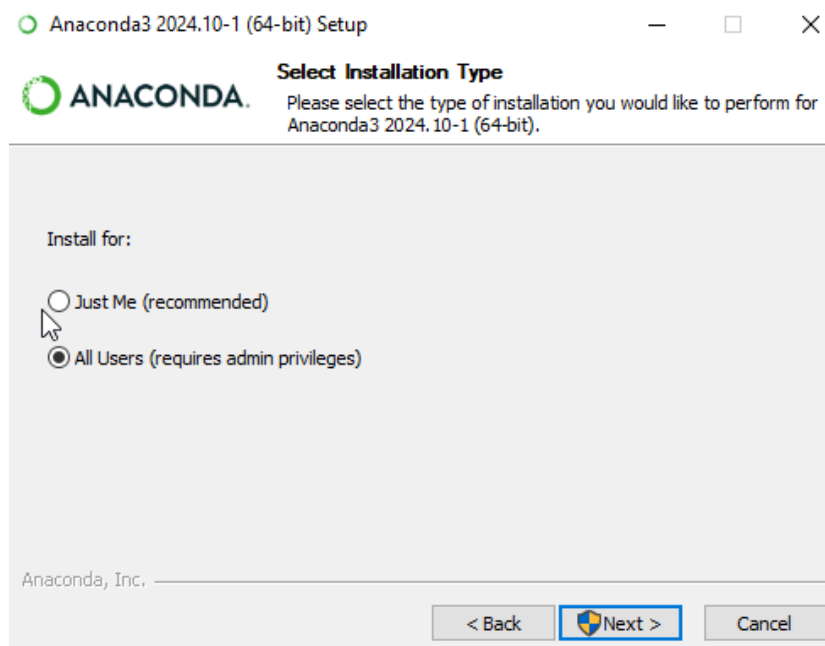 Anaconda3 2024.10-1 (64-bit) Setup
ANACONDA.
Select Installation Type
Please select the type of installation you would like to perform for
Anaconda3 2024.10-1 (64-bit).
Install for:
Just Me (recommended)
All Users (requires admin privileges)
Anaconda, Inc.
< Back
Next >
Cancel